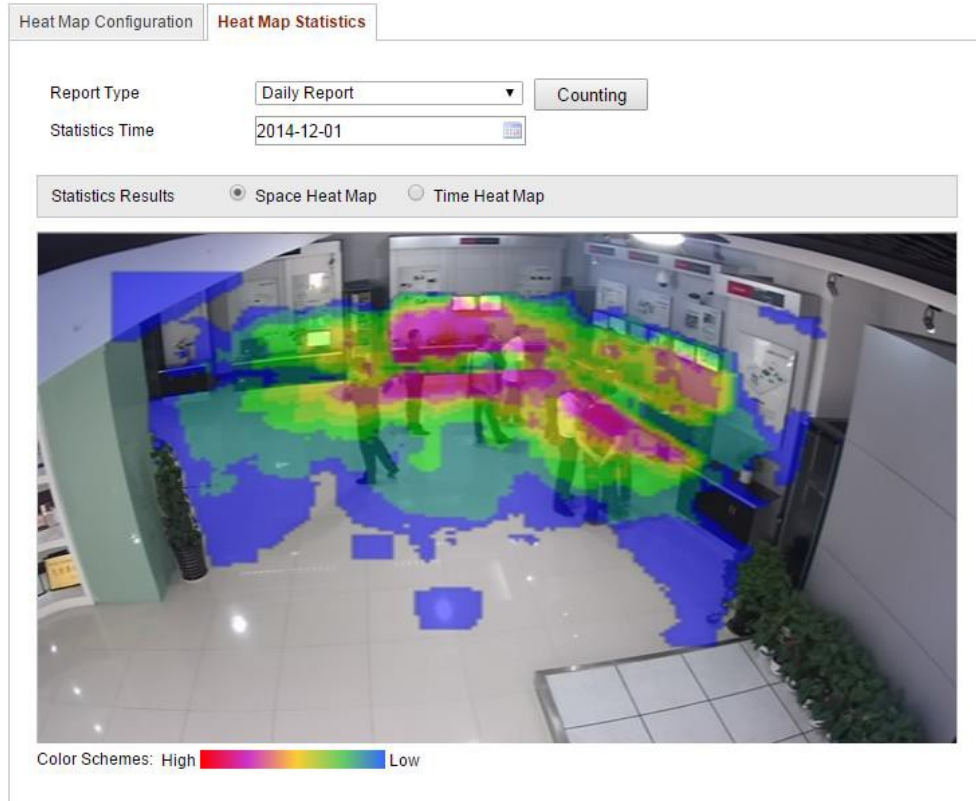 Heat Map Configuration Heat Map Statistics
Report Type Daily Report Counting
Statistics Time 2014-12-01
Statistics Results Space Heat Map Time Heat Map
Color Schemes: High Low